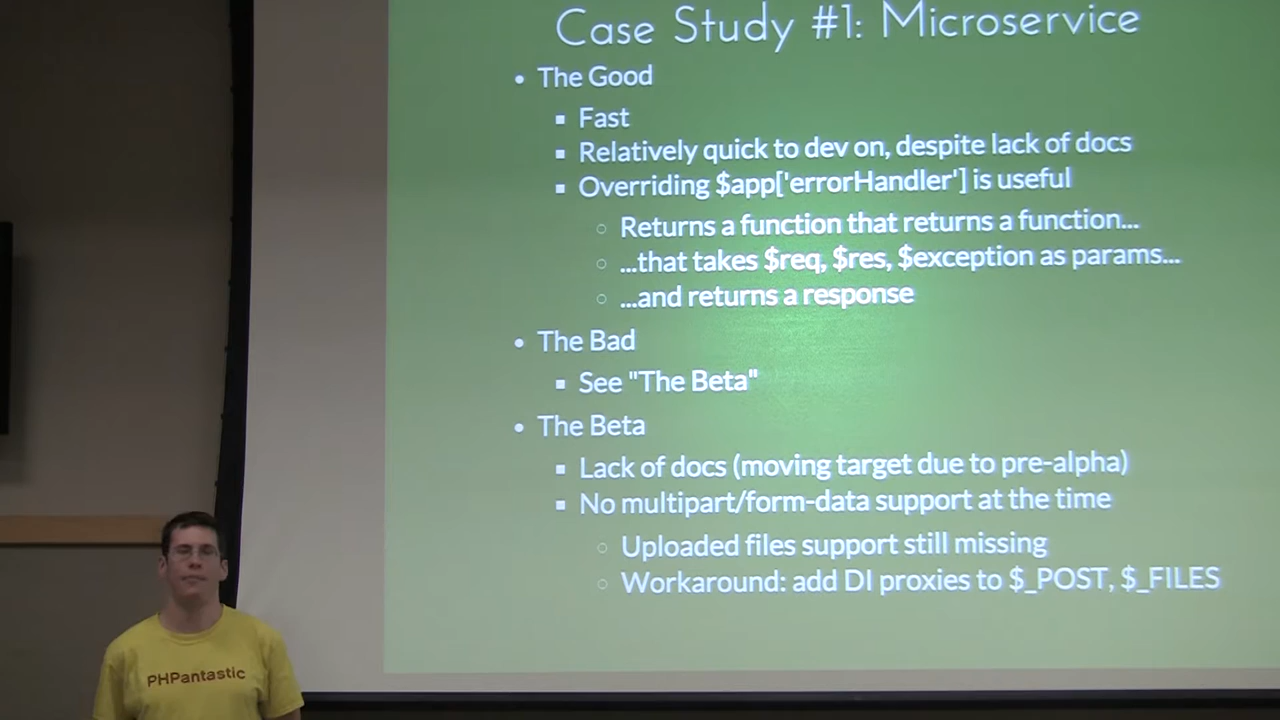 Case Study #1: Microservice
• The Good
▪ Fast
▪ Relatively quick to dev on, despite lack of docs
▪ Overriding $app['errorHandler'] is useful
○ Returns a function that returns a function...
○ ...that takes $req, $res, $exception as params...
○ ...and returns a response
• The Bad
▪ See "The Beta"
• The Beta
▪ Lack of docs (moving target due to pre-alpha)
▪ No multipart/form-data support at the time
○ Uploaded files support still missing
○ Workaround: add DI proxies to $_POST, $_FILES
PHPantastic